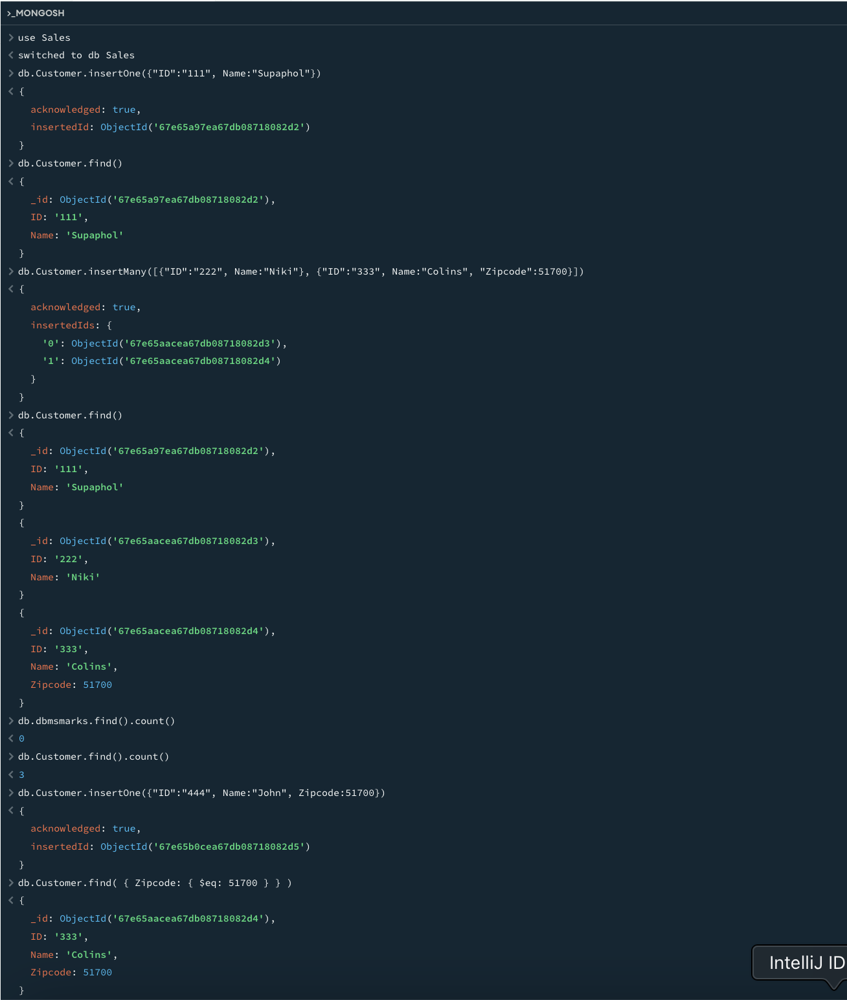 >_MONGOSH
> use Sales
< switched to db Sales
> db.Customer.insertOne({"ID":"111", Name:"Supaphol"})
< {
acknowledged: true,
insertedId: ObjectId('67e65a97ea67db08718082d2')
}
> db.Customer.find()
< {
_id: ObjectId('67e65a97ea67db08718082d2'),
ID: '111',
Name: 'Supaphol'
}
> db.Customer.insertMany([{"ID":"222", Name:"Niki"}, {"ID":"333", Name:"Colins", "Zipcode":51700}])
< {
acknowledged: true,
insertedIds: {
'0': ObjectId('67e65aacea67db08718082d3'),
'1': ObjectId('67e65aacea67db08718082d4')
}
}
> db.Customer.find()
< {
_id: ObjectId('67e65a97ea67db08718082d2'),
ID: '111',
Name: 'Supaphol'
}
{
_id: ObjectId('67e65aacea67db08718082d3'),
ID: '222',
Name: 'Niki'
}
{
_id: ObjectId('67e65aacea67db08718082d4'),
ID: '333',
Name: 'Colins',
Zipcode: 51700
}
> db.dbmsmarks.find().count()
< 0
> db.Customer.find().count()
< 3
> db.Customer.insertOne({"ID":"444", Name:"John", Zipcode:51700})
< {
acknowledged: true,
insertedId: ObjectId('67e65b0cea67db08718082d5')
}
> db.Customer.find( { Zipcode: { $eq: 51700 } } )
< {
_id: ObjectId('67e65aacea67db08718082d4'),
ID: '333',
Name: 'Colins',
Zipcode: 51700
}
IntelliJ ID